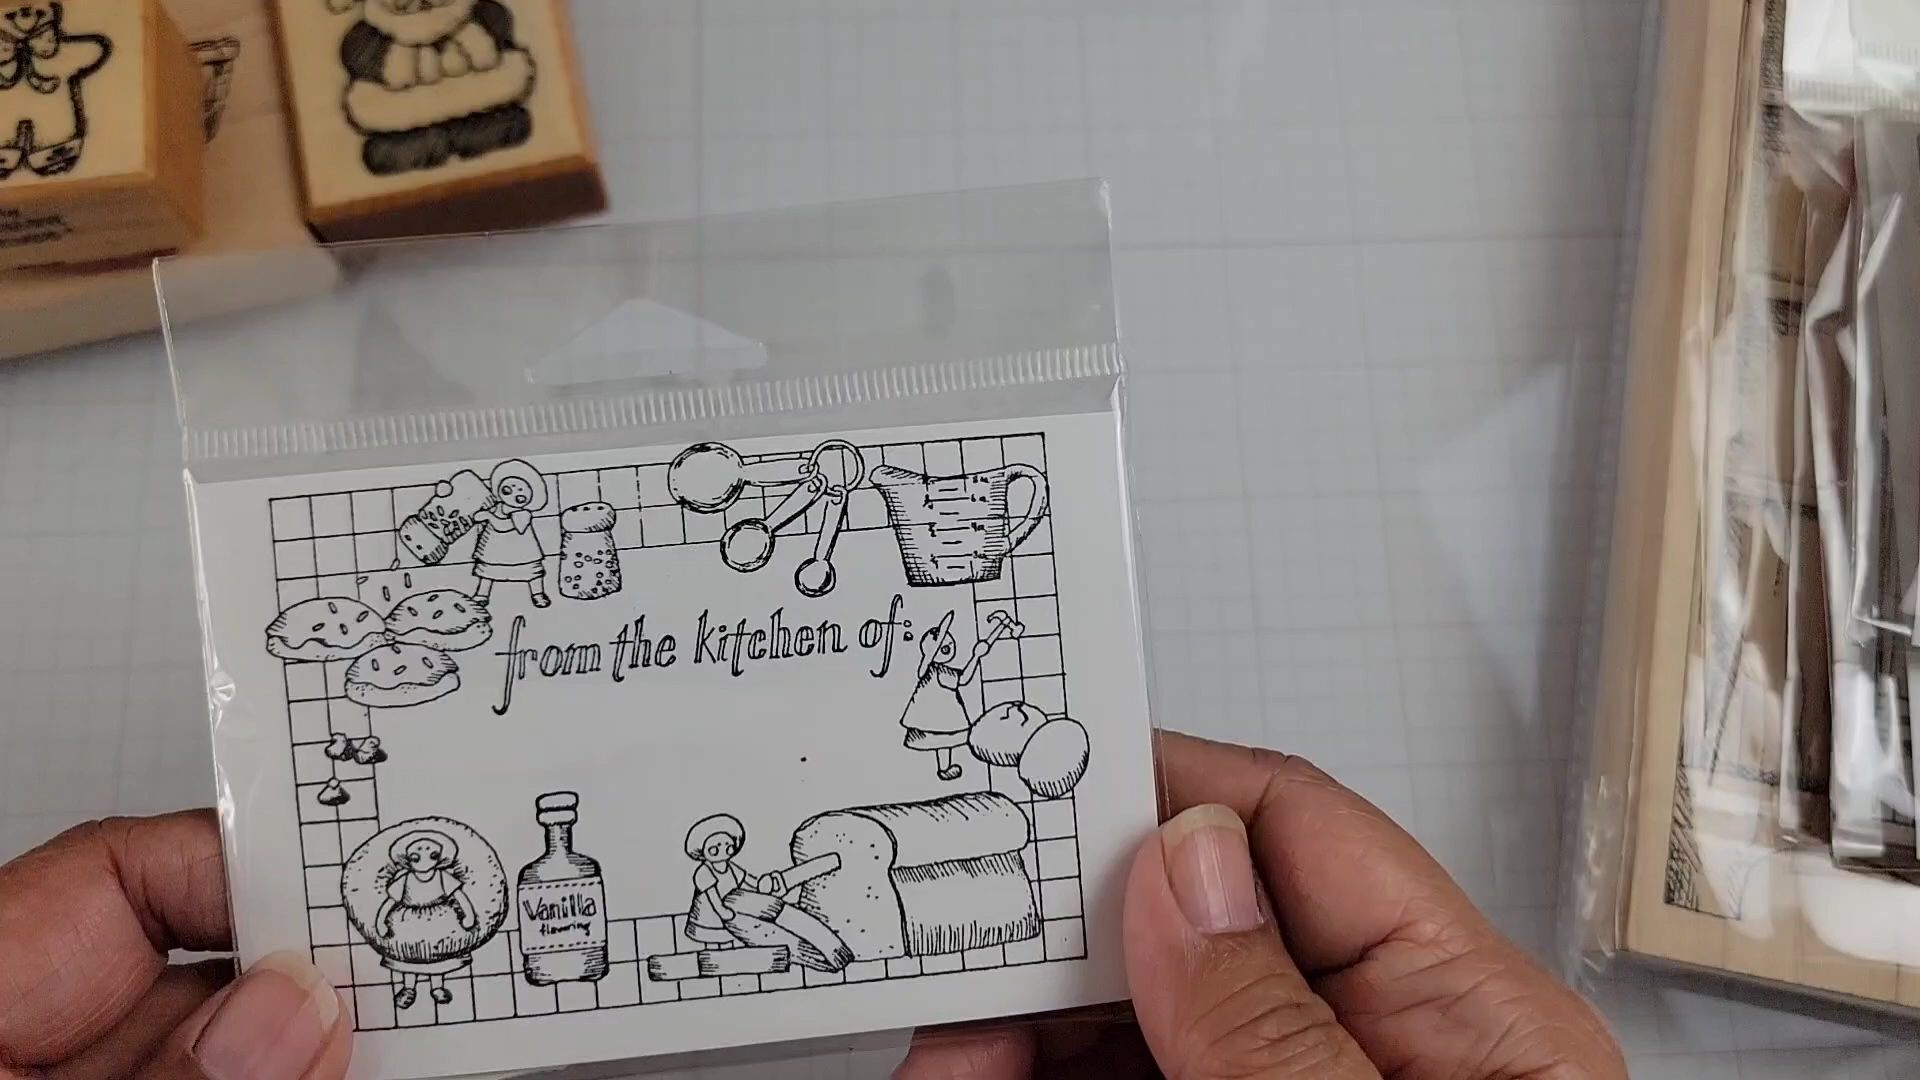 from the kitchen of:
Vanilla
flavoring